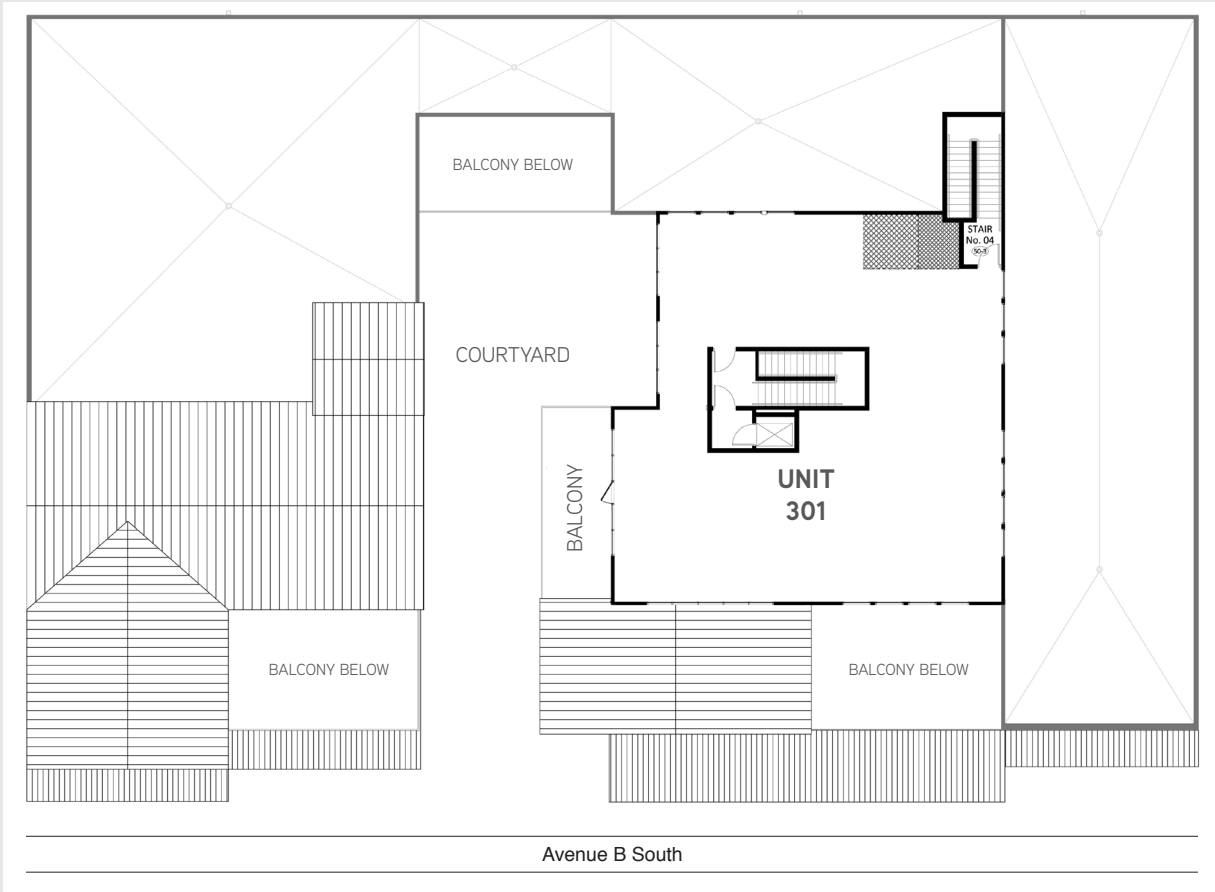 BALCONY BELOW
STAIR
No. 04
COURTYARD
BALCONY
UNIT
301
BALCONY BELOW
BALCONY BELOW
Avenue B South